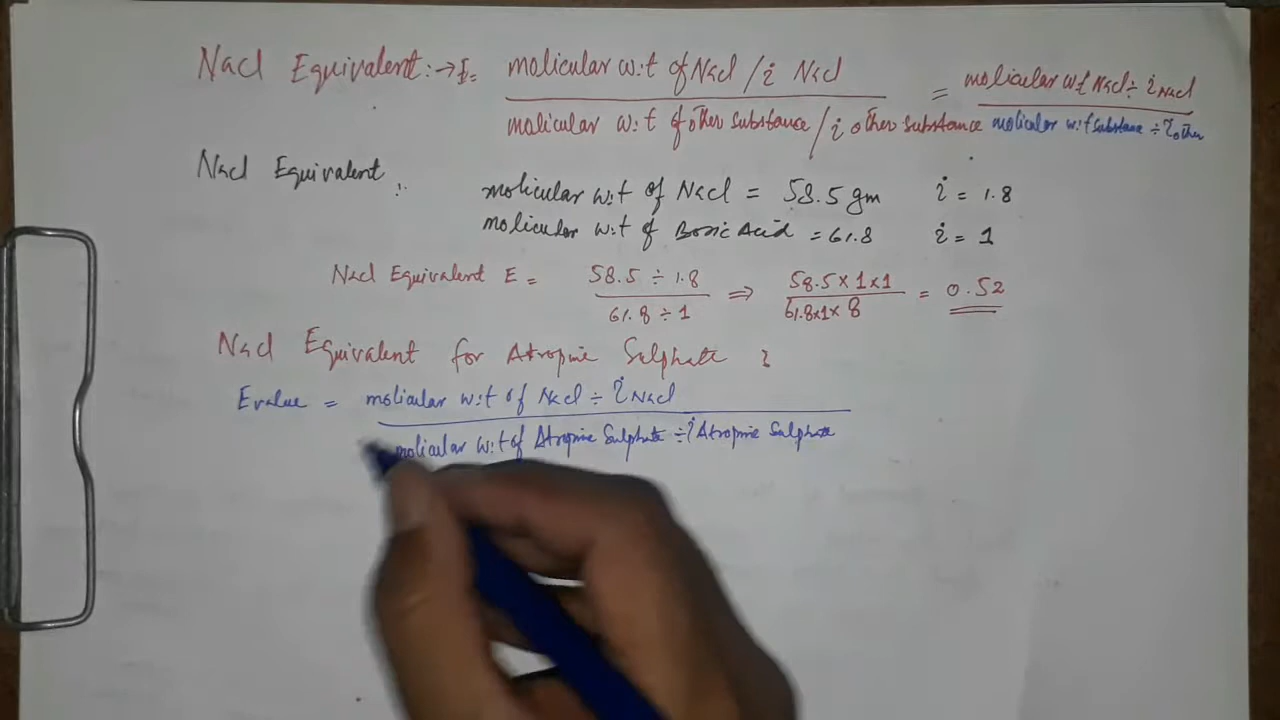 Nacl Equivalent:→E= molicular w:t of Nacl / i Nacl = molicular wt Nacl ÷ i Nacl
molicular w:t of other substance / i other substance molicular w:t substance ÷ i other
Nacl Equivalent :
molicular w:t of Nacl = 58.5 gm i = 1.8
molicular w:t of Boric Acid = 61.8 i = 1
Nacl Equivalent E = 58.5 ÷ 1.8 ⇒ 58.5×1×1 = 0.52
61.8 ÷ 1 61.8×1×8
Nacl Equivalent for Atropine Sulphate ?
E value = molicular w:t of Nacl ÷ i Nacl
molicular w:t of Atropine Sulphate ÷ i Atropine Sulphate